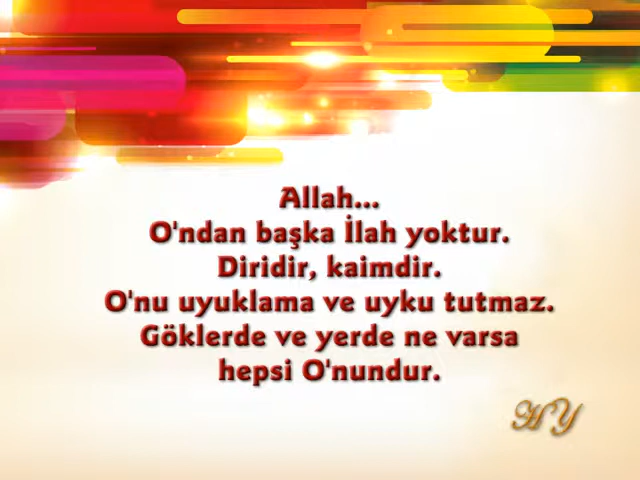 Allah...
O'ndan başka İlah yoktur.
Diridir, kaimdir.
O'nu uyuklama ve uyku tutmaz.
Göklerde ve yerde ne varsa
hepsi O'nundur.
HY